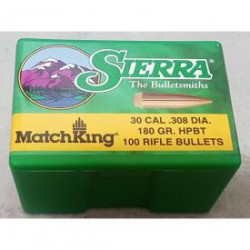 SIERRA
The Bulletsmiths
30 CAL .308 DIA.
180 GR. HPBT
MatchKing 100 RIFLE BULLETS